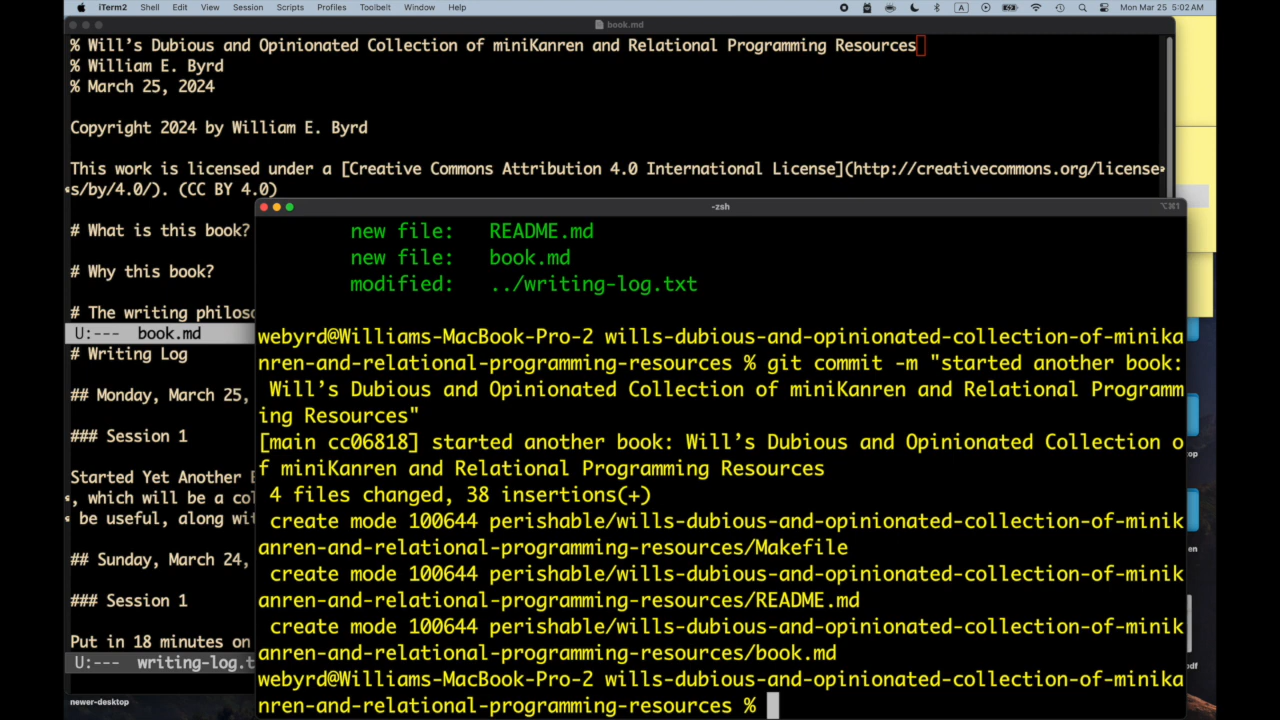 iTerm2 Shell Edit View Session Scripts Profiles Toolbelt Window Help
A
Mon Mar 25 5:02 AM
book.md
% Will's Dubious and Opinionated Collection of miniKanren and Relational Programming Resources
% William E. Byrd
% March 25, 2024
Copyright 2024 by William E. Byrd
This work is licensed under a [Creative Commons Attribution 4.0 International License](http://creativecommons.org/license
s/by/4.0/). (CC BY 4.0)
# What is this book?
# Why this book?
# The writing philoso
U:--- book.md
# Writing Log
## Monday, March 25,
### Session 1
Started Yet Another
, which will be a co
be useful, along wi
## Sunday, March 24,
### Session 1
Put in 18 minutes on
U:--- writing-log.t
newer-desktop
-zsh
⌥⌘1
new file: README.md
new file: book.md
modified: ../writing-log.txt
webyrd@Williams-MacBook-Pro-2 wills-dubious-and-opinionated-collection-of-minika
nren-and-relational-programming-resources % git commit -m "started another book:
Will's Dubious and Opinionated Collection of miniKanren and Relational Programm
ing Resources"
[main cc06818] started another book: Will's Dubious and Opinionated Collection o
f miniKanren and Relational Programming Resources
4 files changed, 38 insertions(+)
create mode 100644 perishable/wills-dubious-and-opinionated-collection-of-minik
anren-and-relational-programming-resources/Makefile
create mode 100644 perishable/wills-dubious-and-opinionated-collection-of-minik
anren-and-relational-programming-resources/README.md
create mode 100644 perishable/wills-dubious-and-opinionated-collection-of-minik
anren-and-relational-programming-resources/book.md
webyrd@Williams-MacBook-Pro-2 wills-dubious-and-opinionated-collection-of-minika
nren-and-relational-programming-resources %
top
en
pdf